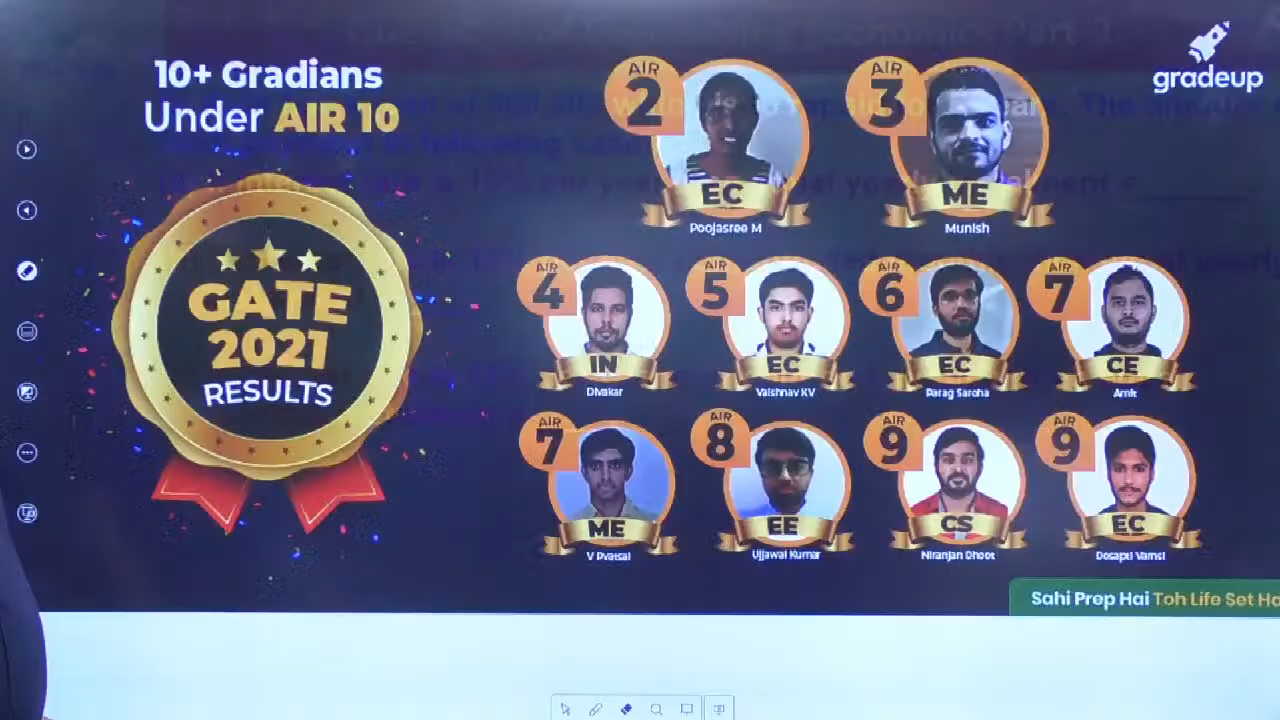 10+ Gradians
Under AIR 10
GATE
2021
RESULTS
gradeup
AIR
2
EC
Poojasree M
AIR
3
ME
Munish
AIR
4
IN
Divakar
AIR
5
EC
Vaishnav KV
AIR
6
EC
Parag Saroha
AIR
7
CE
AIR
7
ME
V Pvatsal
AIR
8
EE
Ujjawal Kumar
AIR
9
CS
Niranjan Dhoot
AIR
9
EC
Dosapti Vamsi
Sahi Prep Hai Toh Life Set